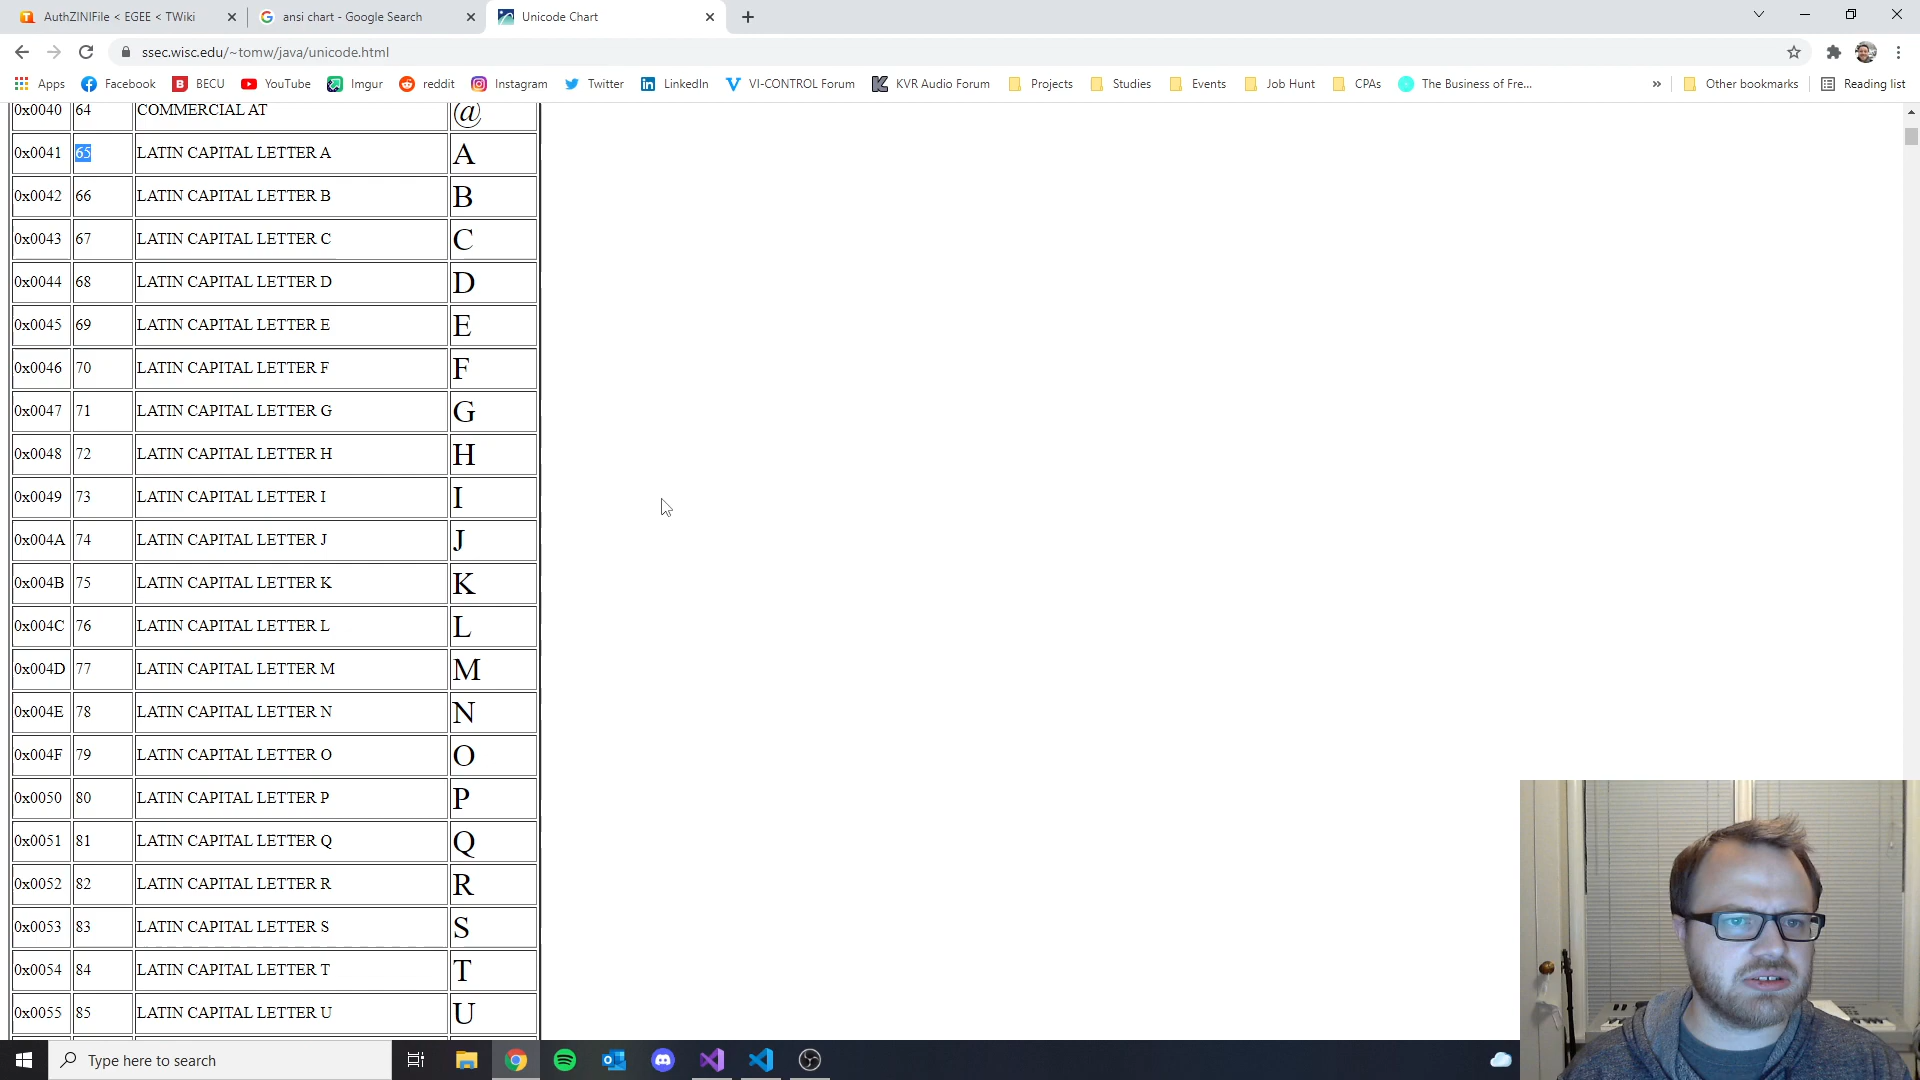 AuthZINIFile < EGEE < TWiki
ansi chart - Google Search
Unicode Chart
ssec.wisc.edu/~tomw/java/unicode.html
Apps Facebook BECU YouTube Imgur reddit Instagram Twitter LinkedIn VI-CONTROL Forum KVR Audio Forum Projects Studies Events Job Hunt CPAs The Business of Fre... » Other bookmarks Reading list
0x0040 64 COMMERCIAL AT @
0x0041 65 LATIN CAPITAL LETTER A A
0x0042 66 LATIN CAPITAL LETTER B B
0x0043 67 LATIN CAPITAL LETTER C C
0x0044 68 LATIN CAPITAL LETTER D D
0x0045 69 LATIN CAPITAL LETTER E E
0x0046 70 LATIN CAPITAL LETTER F F
0x0047 71 LATIN CAPITAL LETTER G G
0x0048 72 LATIN CAPITAL LETTER H H
0x0049 73 LATIN CAPITAL LETTER I I
0x004A 74 LATIN CAPITAL LETTER J J
0x004B 75 LATIN CAPITAL LETTER K K
0x004C 76 LATIN CAPITAL LETTER L L
0x004D 77 LATIN CAPITAL LETTER M M
0x004E 78 LATIN CAPITAL LETTER N N
0x004F 79 LATIN CAPITAL LETTER O O
0x0050 80 LATIN CAPITAL LETTER P P
0x0051 81 LATIN CAPITAL LETTER Q Q
0x0052 82 LATIN CAPITAL LETTER R R
0x0053 83 LATIN CAPITAL LETTER S S
0x0054 84 LATIN CAPITAL LETTER T T
0x0055 85 LATIN CAPITAL LETTER U U
Type here to search